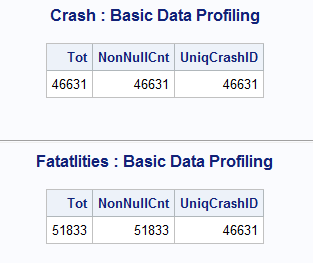 Crash : Basic Data Profiling
Tot NonNullCnt UniqCrashID
46631 46631 46631
Fatatlities : Basic Data Profiling
Tot NonNullCnt UniqCrashID
51833 51833 46631